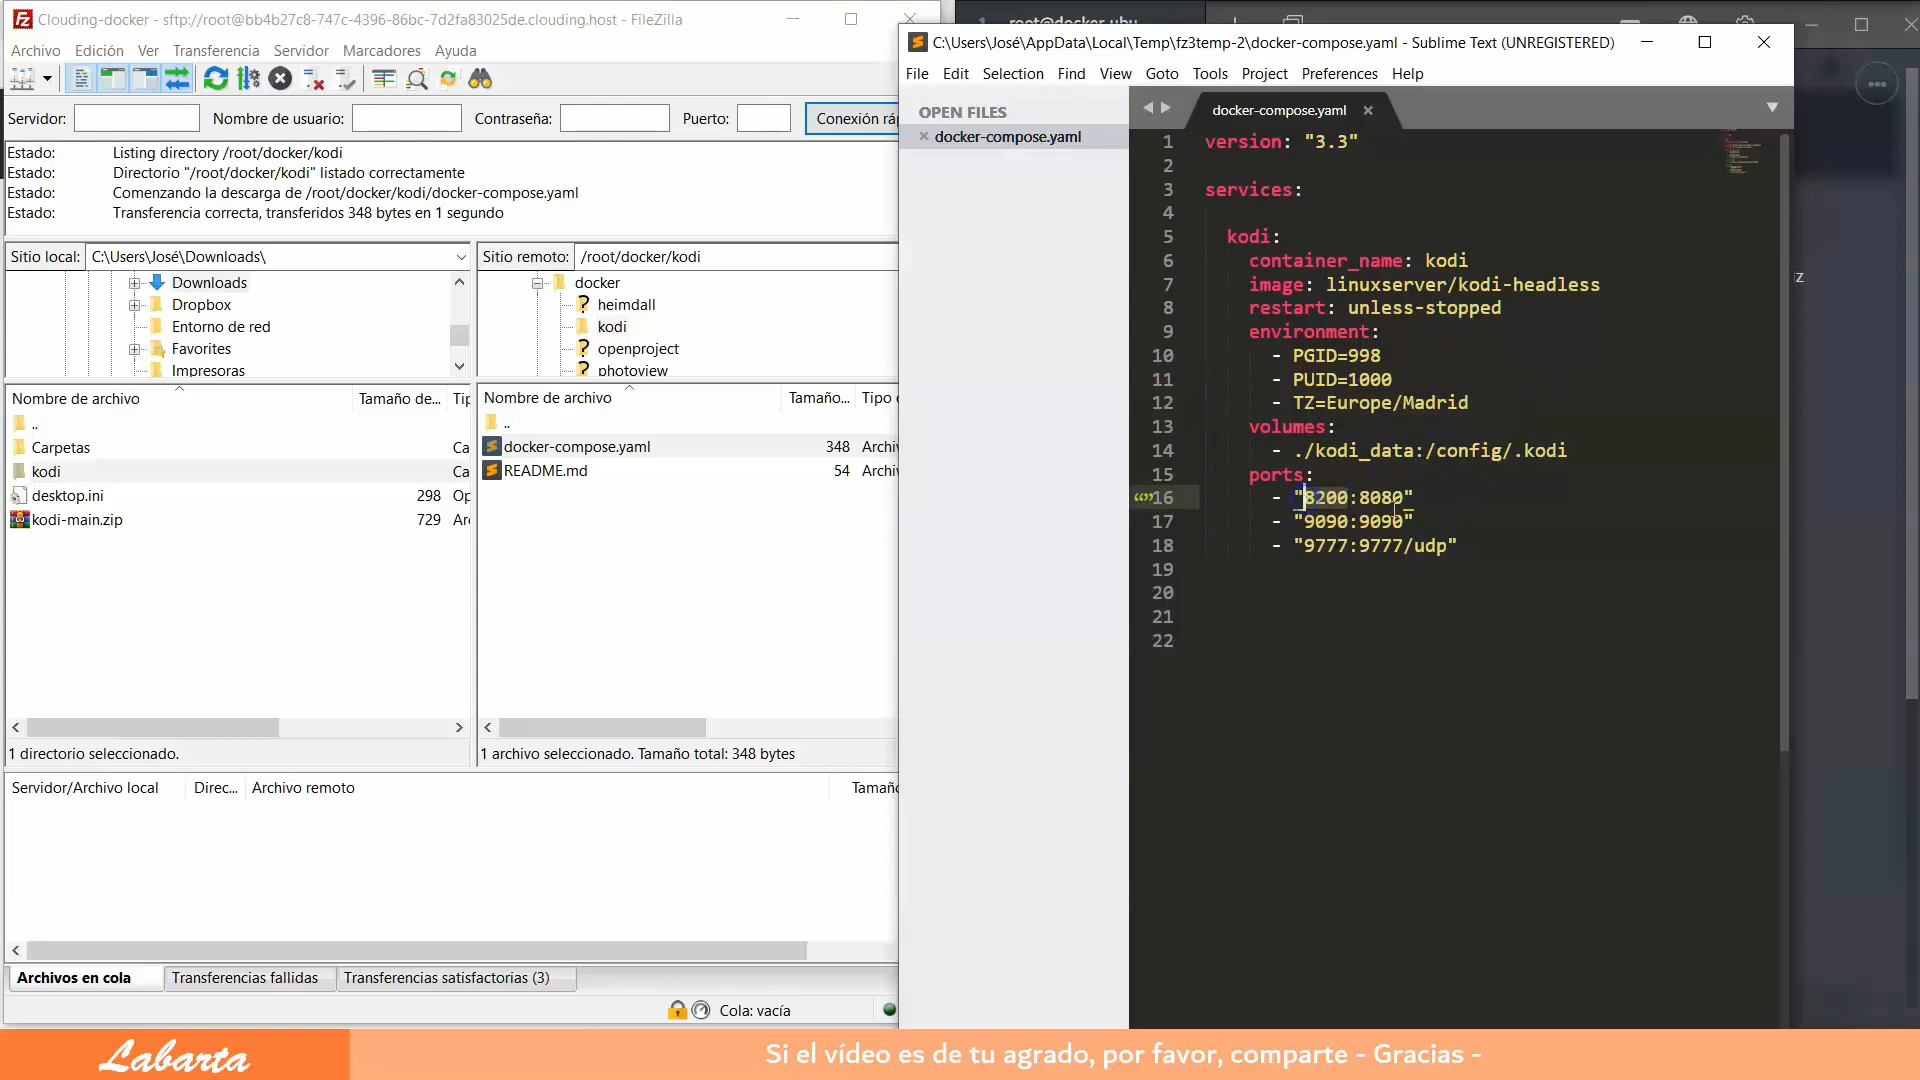 Clouding-docker - sftp://root@bb4b27c8-747c-4396-86bc-7d2fa83025de.clouding.host - FileZilla
Archivo Edición Ver Transferencia Servidor Marcadores Ayuda
Servidor: Nombre de usuario: Contraseña: Puerto: Conexión rá
Estado: Listing directory /root/docker/kodi
Estado: Directorio "/root/docker/kodi" listado correctamente
Estado: Comenzando la descarga de /root/docker/kodi/docker-compose.yaml
Estado: Transferencia correcta, transferidos 348 bytes en 1 segundo
Sitio local: C:\Users\José\Downloads\
Downloads
Dropbox
Entorno de red
Favorites
Impresoras
Sitio remoto: /root/docker/kodi
docker
heimdall
kodi
openproject
photoview
Nombre de archivo Tamaño de... Tip
..
Carpetas Ca
kodi Ca
desktop.ini 298 Op
kodi-main.zip 729 Arc
1 directorio seleccionado.
Nombre de archivo Tamaño... Tipo
..
docker-compose.yaml 348 Archi
README.md 54 Archi
1 archivo seleccionado. Tamaño total: 348 bytes
Servidor/Archivo local Direc... Archivo remoto Tamaño
Archivos en cola Transferencias fallidas Transferencias satisfactorias (3)
Cola: vacía
root@docker-ubu
C:\Users\José\AppData\Local\Temp\fz3temp-2\docker-compose.yaml - Sublime Text (UNREGISTERED)
File Edit Selection Find View Goto Tools Project Preferences Help
OPEN FILES
docker-compose.yaml
docker-compose.yaml
1 version: "3.3"
2
3 services:
4
5 kodi:
6 container_name: kodi
7 image: linuxserver/kodi-headless
8 restart: unless-stopped
9 environment:
10 - PGID=998
11 - PUID=1000
12 - TZ=Europe/Madrid
13 volumes:
14 - ./kodi_data:/config/.kodi
15 ports:
16 - "8200:8080"
17 - "9090:9090"
18 - "9777:9777/udp"
19
20
21
22
Labarta
Si el vídeo es de tu agrado, por favor, comparte - Gracias -